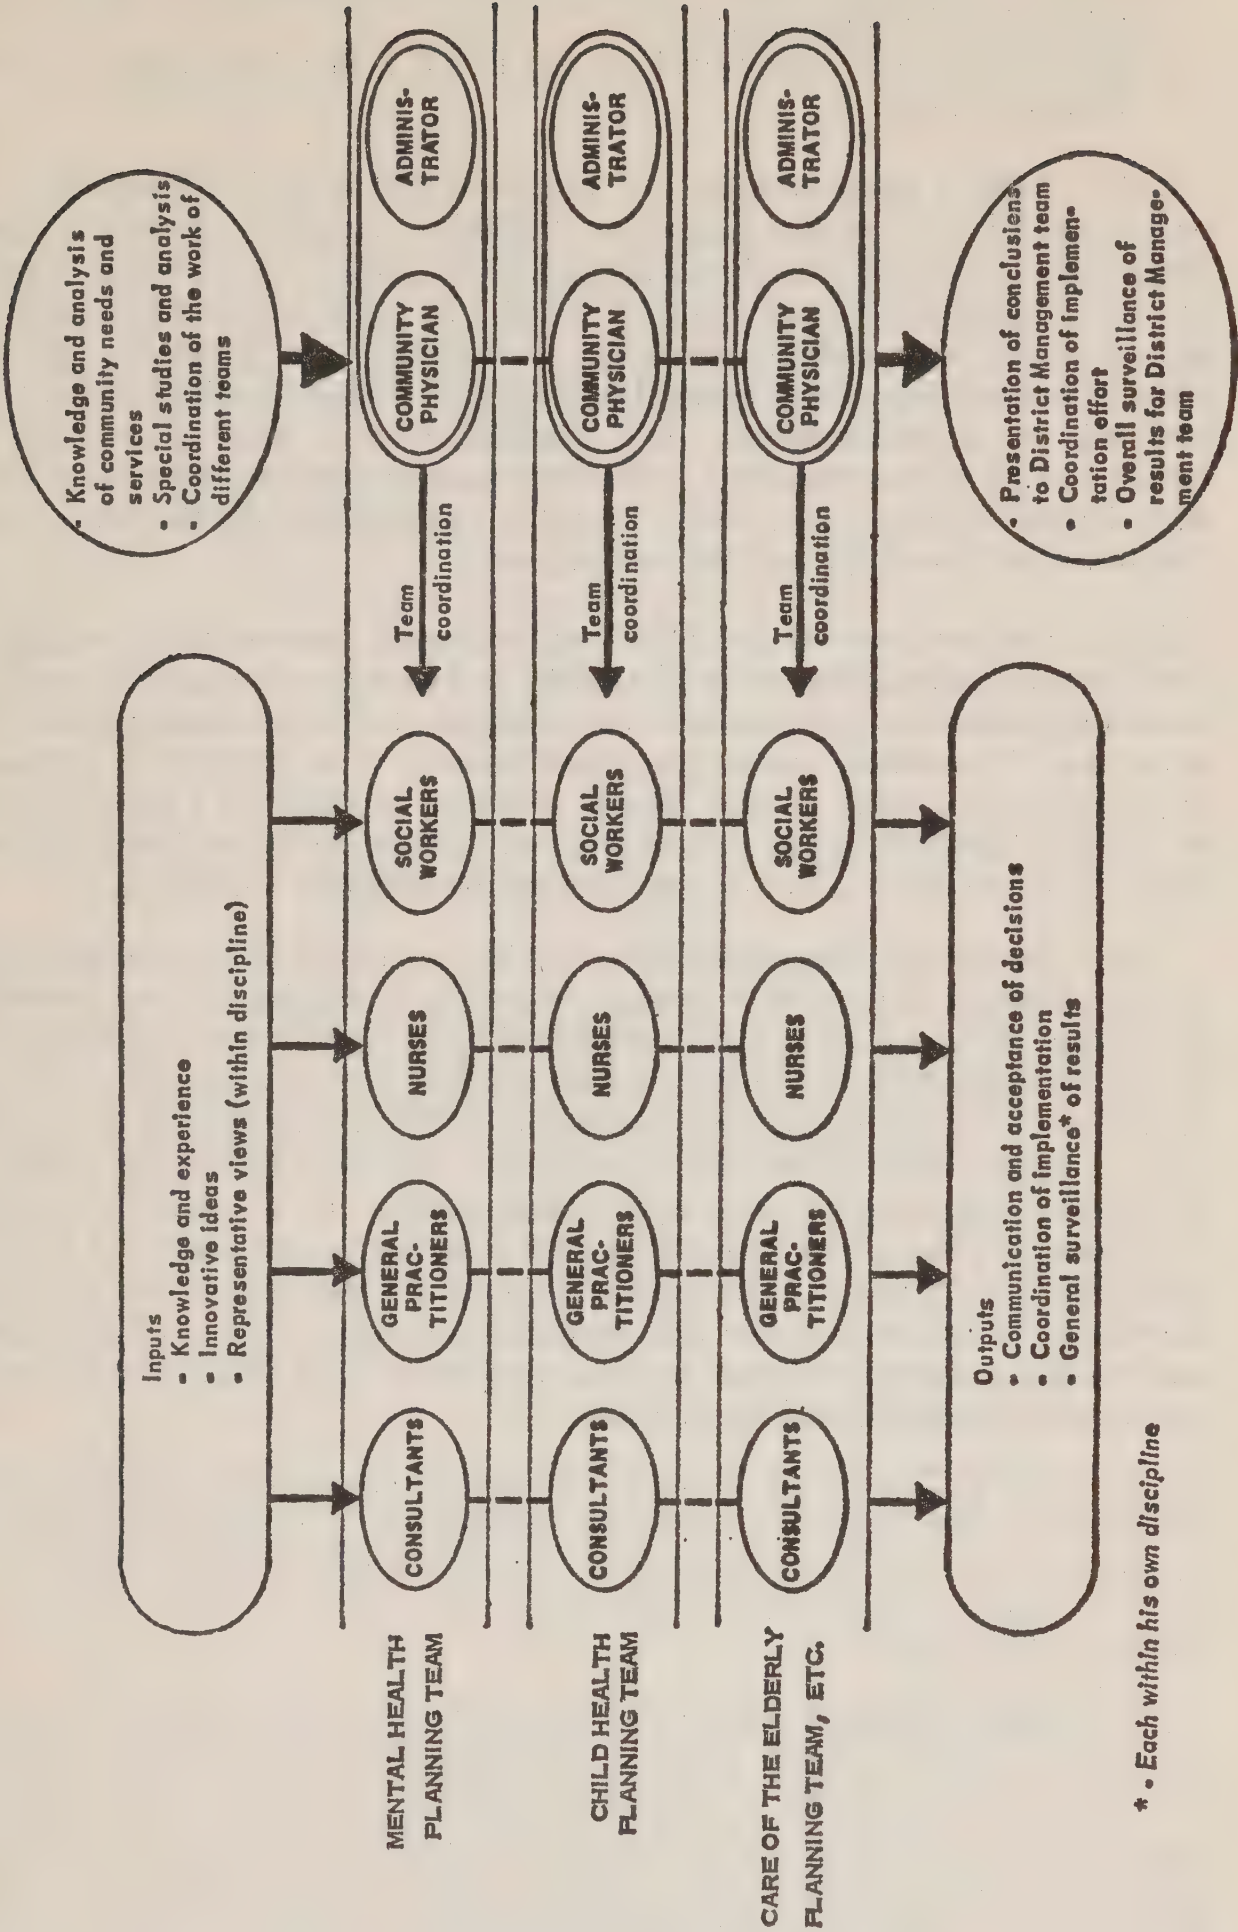 Inputs
• Knowledge and experience
• Innovative ideas
• Representative views (within discipline)
• Knowledge and analysis
of community needs and
services
• Special studies and analysis
• Coordination of the work of
different teams
MENTAL HEALTH
PLANNING TEAM
CONSULTANTS
GENERAL
PRAC-
TITIONERS
NURSES
SOCIAL
WORKERS
Team
coordination
COMMUNITY
PHYSICIAN
ADMINIS-
TRATOR
CHILD HEALTH
PLANNING TEAM
CONSULTANTS
GENERAL
PRAC-
TITIONERS
NURSES
SOCIAL
WORKERS
Team
coordination
COMMUNITY
PHYSICIAN
ADMINIS-
TRATOR
CARE OF THE ELDERLY
PLANNING TEAM, ETC.
CONSULTANTS
GENERAL
PRAC-
TITIONERS
NURSES
SOCIAL
WORKERS
Team
coordination
COMMUNITY
PHYSICIAN
ADMINIS-
TRATOR
Outputs
• Communication and acceptance of decisions
• Coordination of implementation
• General surveillance* of results
• Presentation of conclusions
to District Management team
• Coordination of implemen-
tation effort
• Overall surveillance of
results for District Manage-
ment team
* - Each within his own discipline